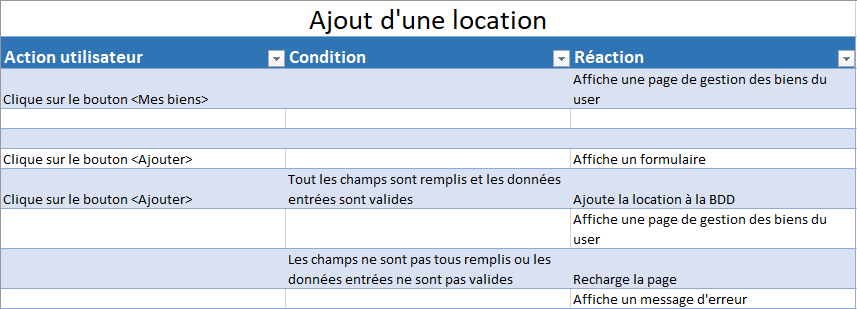 Ajout d'une location
Action utilisateur Condition Réaction
Affiche une page de gestion des biens du
Clique sur le bouton <Mes biens> user
Clique sur le bouton <Ajouter> Affiche un formulaire
Tout les champs sont remplis et les données
Clique sur le bouton <Ajouter> entrées sont valides Ajoute la location à la BDD
Affiche une page de gestion des biens du
user
Les champs ne sont pas tous remplis ou les
données entrées ne sont pas valides Recharge la page
Affiche un message d'erreur